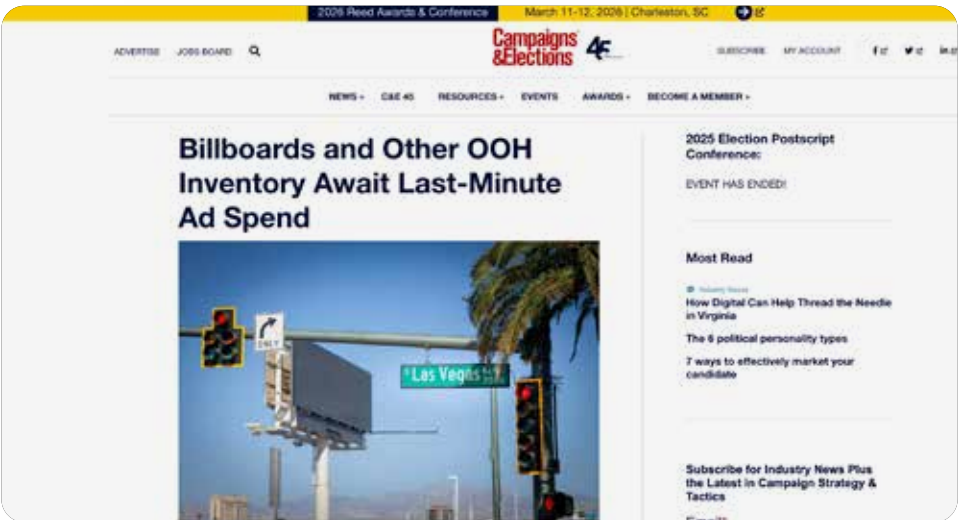 2026 Reed Awards & Conference
March 11-12, 2026 | Charleston, SC
ADVERTISE
JOBS BOARD
Campaigns
&Elections
45
SUBSCRIBE
MY ACCOUNT
NEWS
C&E 45
RESOURCES
EVENTS
AWARDS
BECOME A MEMBER
Billboards and Other OOH
Inventory Await Last-Minute
Ad Spend
ONLY
Las Vegas
2025 Election Postscript
Conference:
EVENT HAS ENDED!
Most Read
Industry News
How Digital Can Help Thread the Needle
in Virginia
The 6 political personality types
7 ways to effectively market your
candidate
Subscribe for Industry News Plus
the Latest in Campaign Strategy &
Tactics